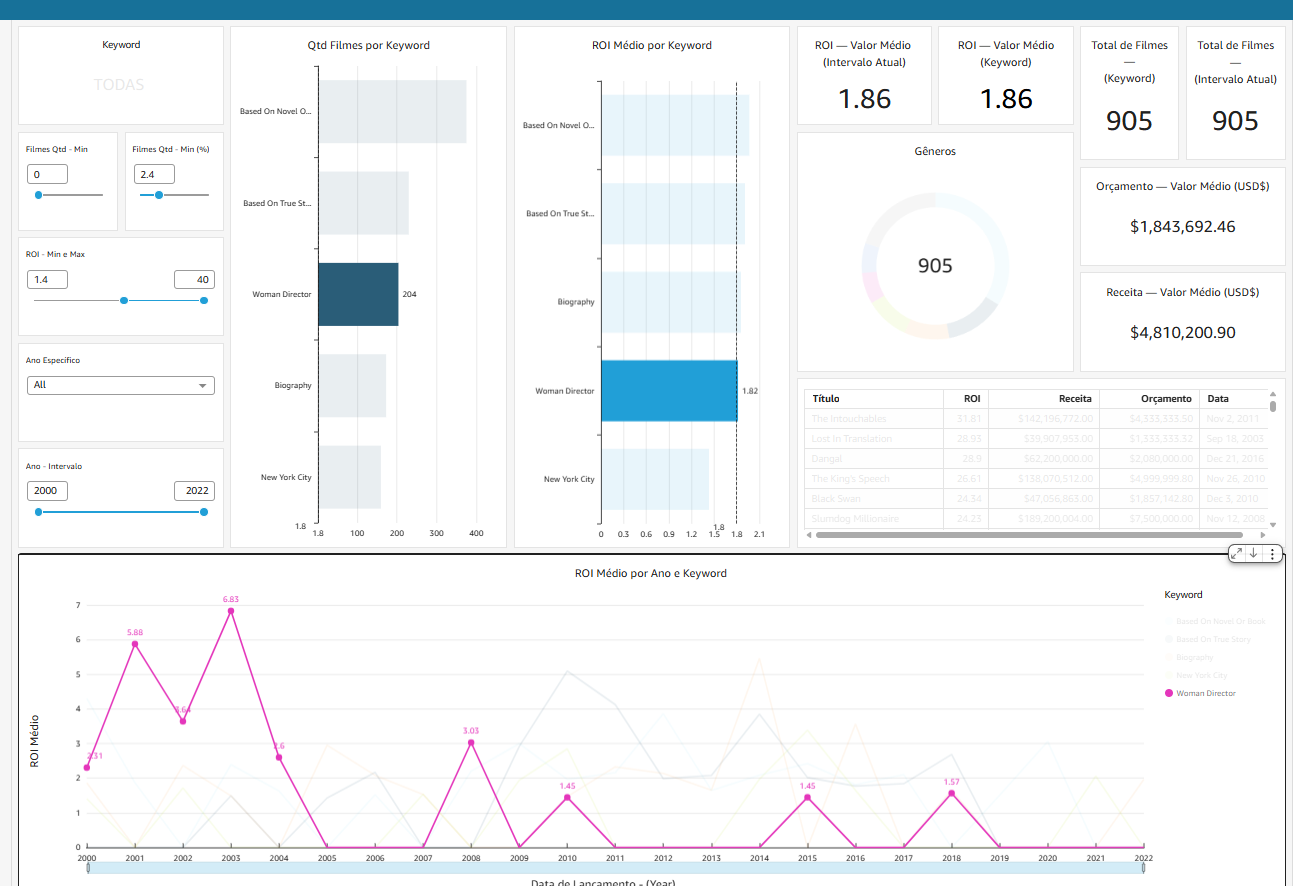 Keyword
TODAS
Filmes Qtd - Min
0
Filmes Qtd - Min (%)
2.4
ROI - Min e Max
1.4
40
Ano Específico
All
Ano - Intervalo
2000
2022
Qtd Filmes por Keyword
Based On Novel O...
Based On True St...
Woman Director
204
Biography
New York City
1.8
1.8 100 200 300 400
ROI Médio por Keyword
Based On Novel O...
Based On True St...
Biography
Woman Director
1.82
New York City
1.8
0 0.3 0.6 0.9 1.2 1.5 1.8 2.1
ROI — Valor Médio
(Intervalo Atual)
1.86
ROI — Valor Médio
(Keyword)
1.86
Total de Filmes
—
(Keyword)
905
Total de Filmes
—
(Intervalo Atual)
905
Gêneros
905
Orçamento — Valor Médio (USD$)
$1,843,692.46
Receita — Valor Médio (USD$)
$4,810,200.90
Título ROI Receita Orçamento Data
The Intouchables 31.81 $142,196,772.00 $4,333,333.50 Nov 2, 2011
Lost In Translation 28.93 $39,907,955.00 $1,333,333.32 Sep 18, 2003
Dangal 28.9 $62,200,000.00 $2,080,000.00 Dec 21, 2016
The King's Speech 26.61 $138,070,512.00 $4,999,999.80 Nov 26, 2010
Black Swan 24.34 $47,056,863.00 $1,857,142.80 Dec 3, 2010
Slumdog Millionaire 24.23 $189,200,004.00 $7,500,000.00 Nov 12, 2008
ROI Médio por Ano e Keyword
ROI Médio
7
6
5
4
3
2
1
0
2.31
5.88
3.64
6.83
2.6
3.03
1.45
1.45
1.57
2000 2001 2002 2003 2004 2005 2006 2007 2008 2009 2010 2011 2012 2013 2014 2015 2016 2017 2018 2019 2020 2021 2022
Data de Lançamento - (Year)
Keyword
Based On Novel Or Book
Based On True Story
Biography
New York City
Woman Director